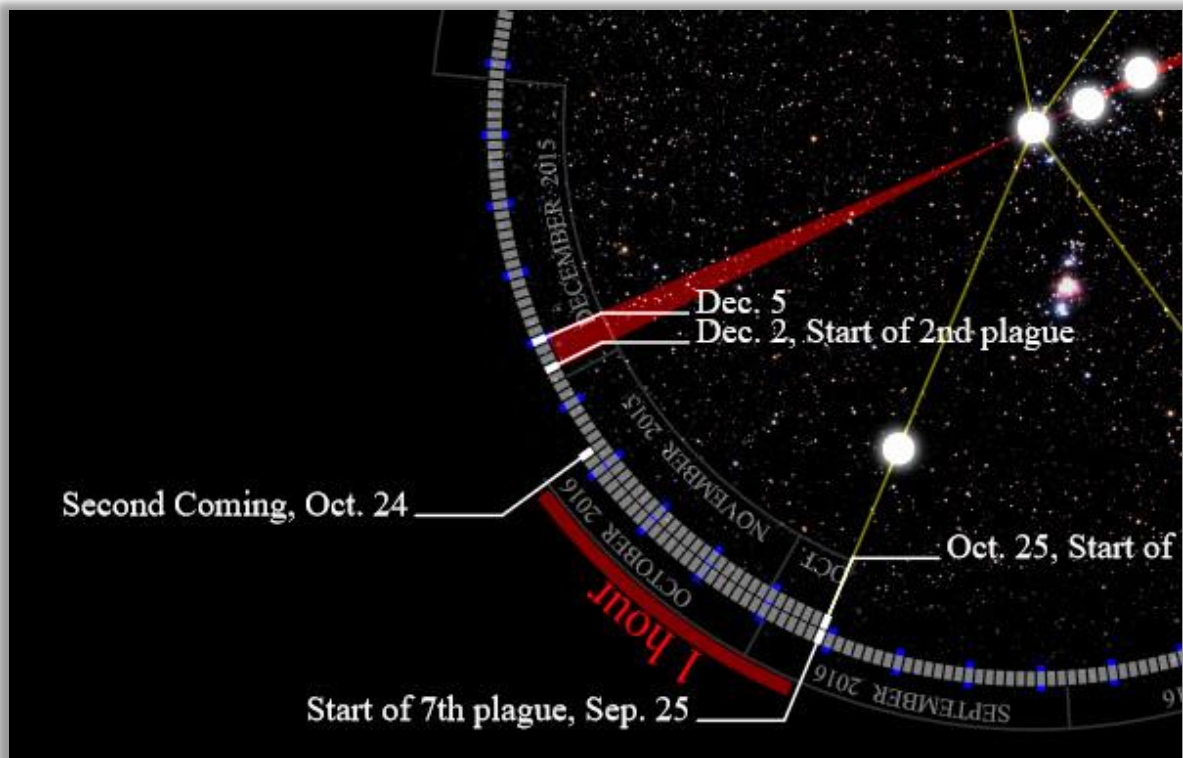 DECEMBER 2015
Dec. 5
Dec. 2, Start of 2nd plague
NOVEMBER 2015
Second Coming, Oct. 24
OCTOBER 2016
OCT.
Oct. 25, Start of
1 hour
Start of 7th plague, Sep. 25
SEPTEMBER 2016
16